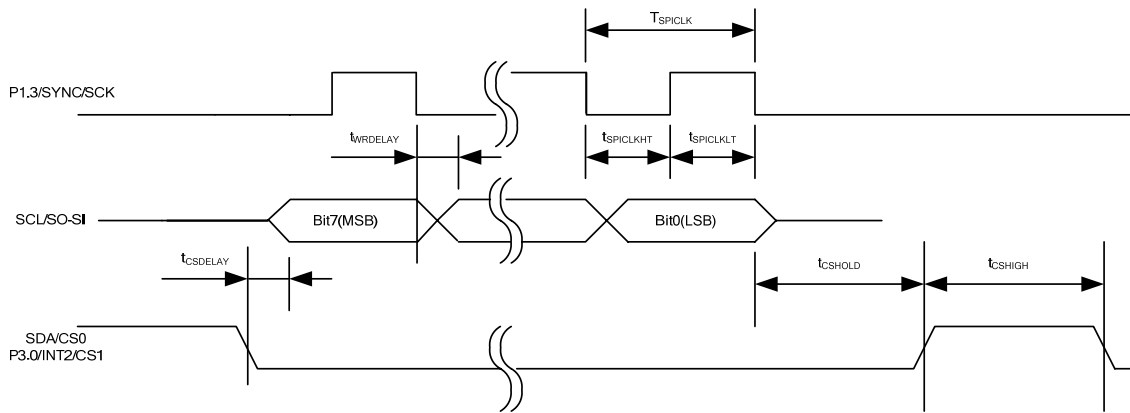 TSPICLK
P1.3/SYNC/SCK
tWRDELAY
tSPICLKHT
tSPICLKLT
SCL/SO-SI
Bit7(MSB)
Bit0(LSB)
tCSDELAY
tCSHOLD
tCSHIGH
SDA/CS0
P3.0/INT2/CS1